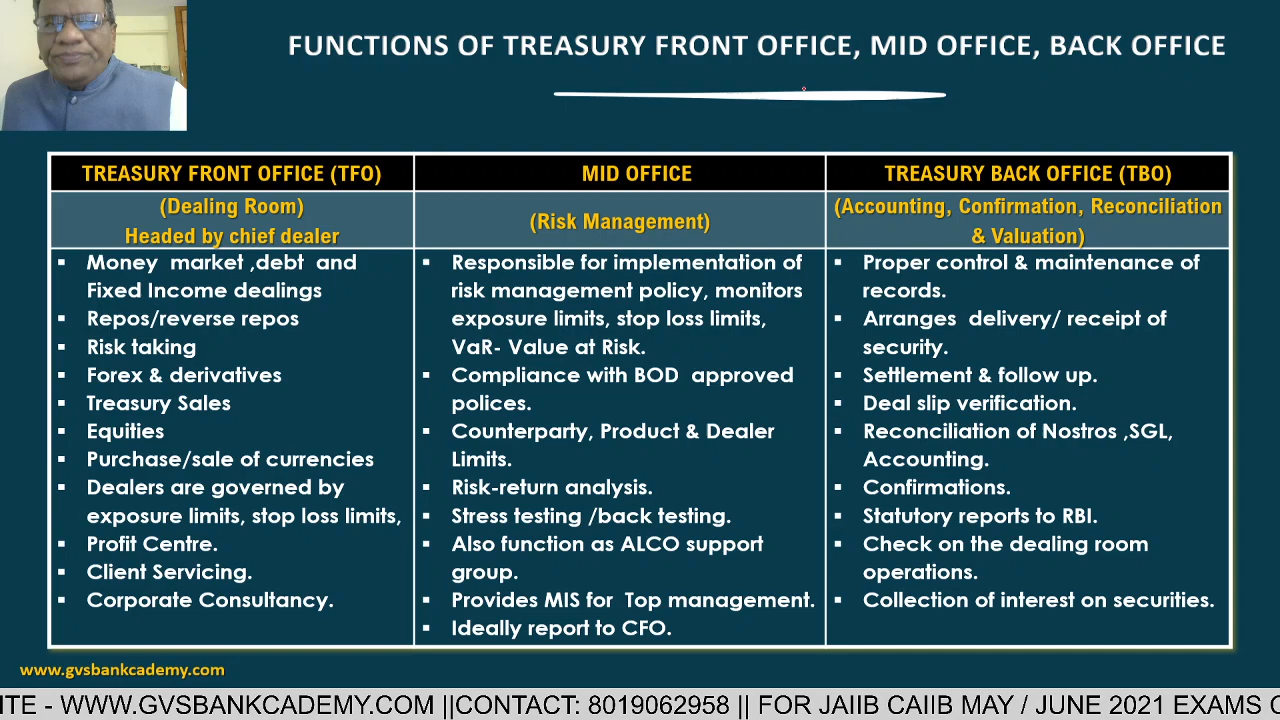 FUNCTIONS OF TREASURY FRONT OFFICE, MID OFFICE, BACK OFFICE
TREASURY FRONT OFFICE (TFO)
(Dealing Room)
Headed by chief dealer
▪ Money market ,debt and
Fixed Income dealings
▪ Repos/reverse repos
▪ Risk taking
▪ Forex & derivatives
▪ Treasury Sales
▪ Equities
▪ Purchase/sale of currencies
▪ Dealers are governed by
exposure limits, stop loss limits,
▪ Profit Centre.
▪ Client Servicing.
▪ Corporate Consultancy.
MID OFFICE
(Risk Management)
▪ Responsible for implementation of
risk management policy, monitors
exposure limits, stop loss limits,
VaR- Value at Risk.
▪ Compliance with BOD approved
polices.
▪ Counterparty, Product & Dealer
Limits.
▪ Risk-return analysis.
▪ Stress testing /back testing.
▪ Also function as ALCO support
group.
▪ Provides MIS for Top management.
▪ Ideally report to CFO.
TREASURY BACK OFFICE (TBO)
(Accounting, Confirmation, Reconciliation
& Valuation)
▪ Proper control & maintenance of
records.
▪ Arranges delivery/ receipt of
security.
▪ Settlement & follow up.
▪ Deal slip verification.
▪ Reconciliation of Nostros ,SGL,
Accounting.
▪ Confirmations.
▪ Statutory reports to RBI.
▪ Check on the dealing room
operations.
▪ Collection of interest on securities.
www.gvsbankcademy.com
ITE - WWW.GVSBANKCADEMY.COM ||CONTACT: 8019062958 || FOR JAIIB CAIIB MAY / JUNE 2021 EXAMS C